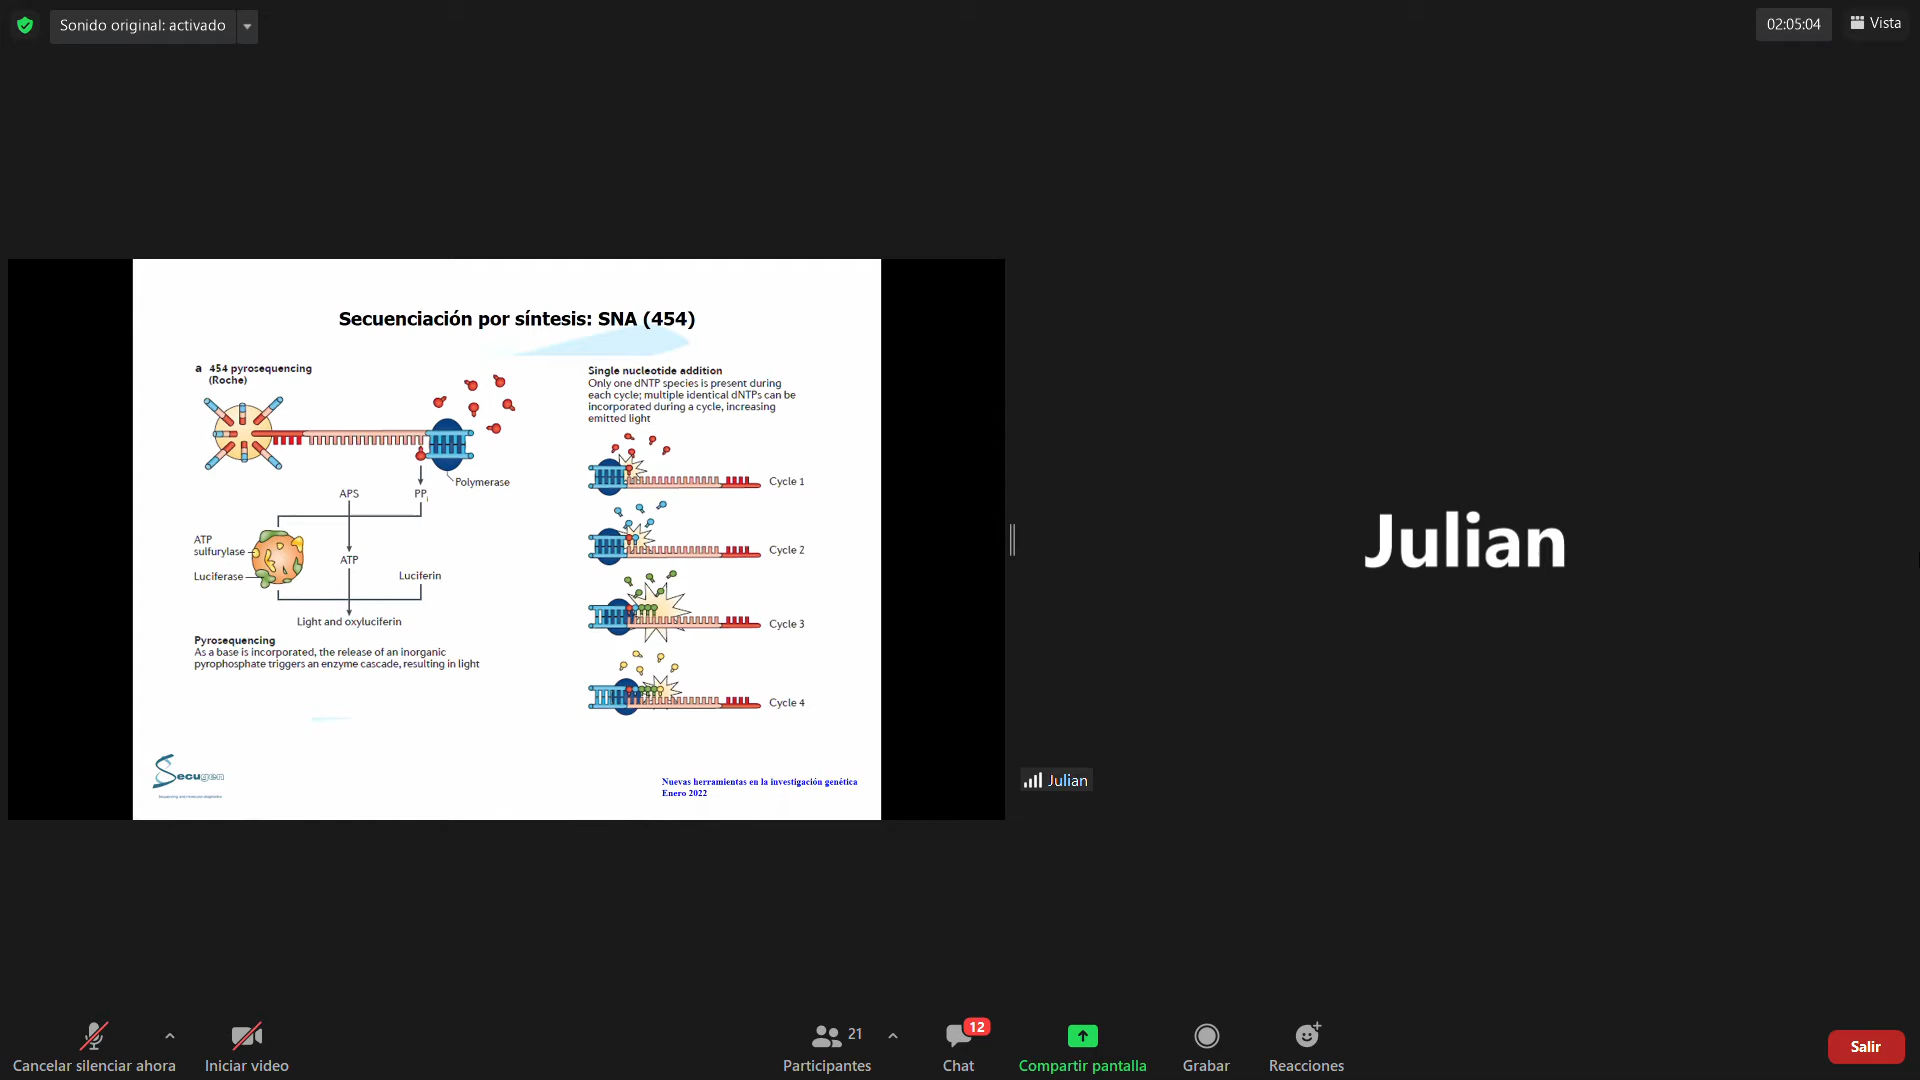 Sonido original: activado
02:05:04
Vista
Secuenciación por síntesis: SNA (454)
a 454 pyrosequencing
(Roche)
Polymerase
APS
PPi
ATP
sulfurylase
Luciferase
ATP
Luciferin
Light and oxyluciferin
Pyrosequencing
As a base is incorporated, the release of an inorganic
pyrophosphate triggers an enzyme cascade, resulting in light
Single nucleotide addition
Only one dNTP species is present during
each cycle; multiple identical dNTPs can be
incorporated during a cycle, increasing
emitted light
Cycle 1
Cycle 2
Cycle 3
Cycle 4
Secugen
Nuevas herramientas en la investigación genética
Enero 2022
Julian
Julian
Cancelar silenciar ahora
Iniciar video
21
Participantes
12
Chat
Compartir pantalla
Grabar
Reacciones
Salir